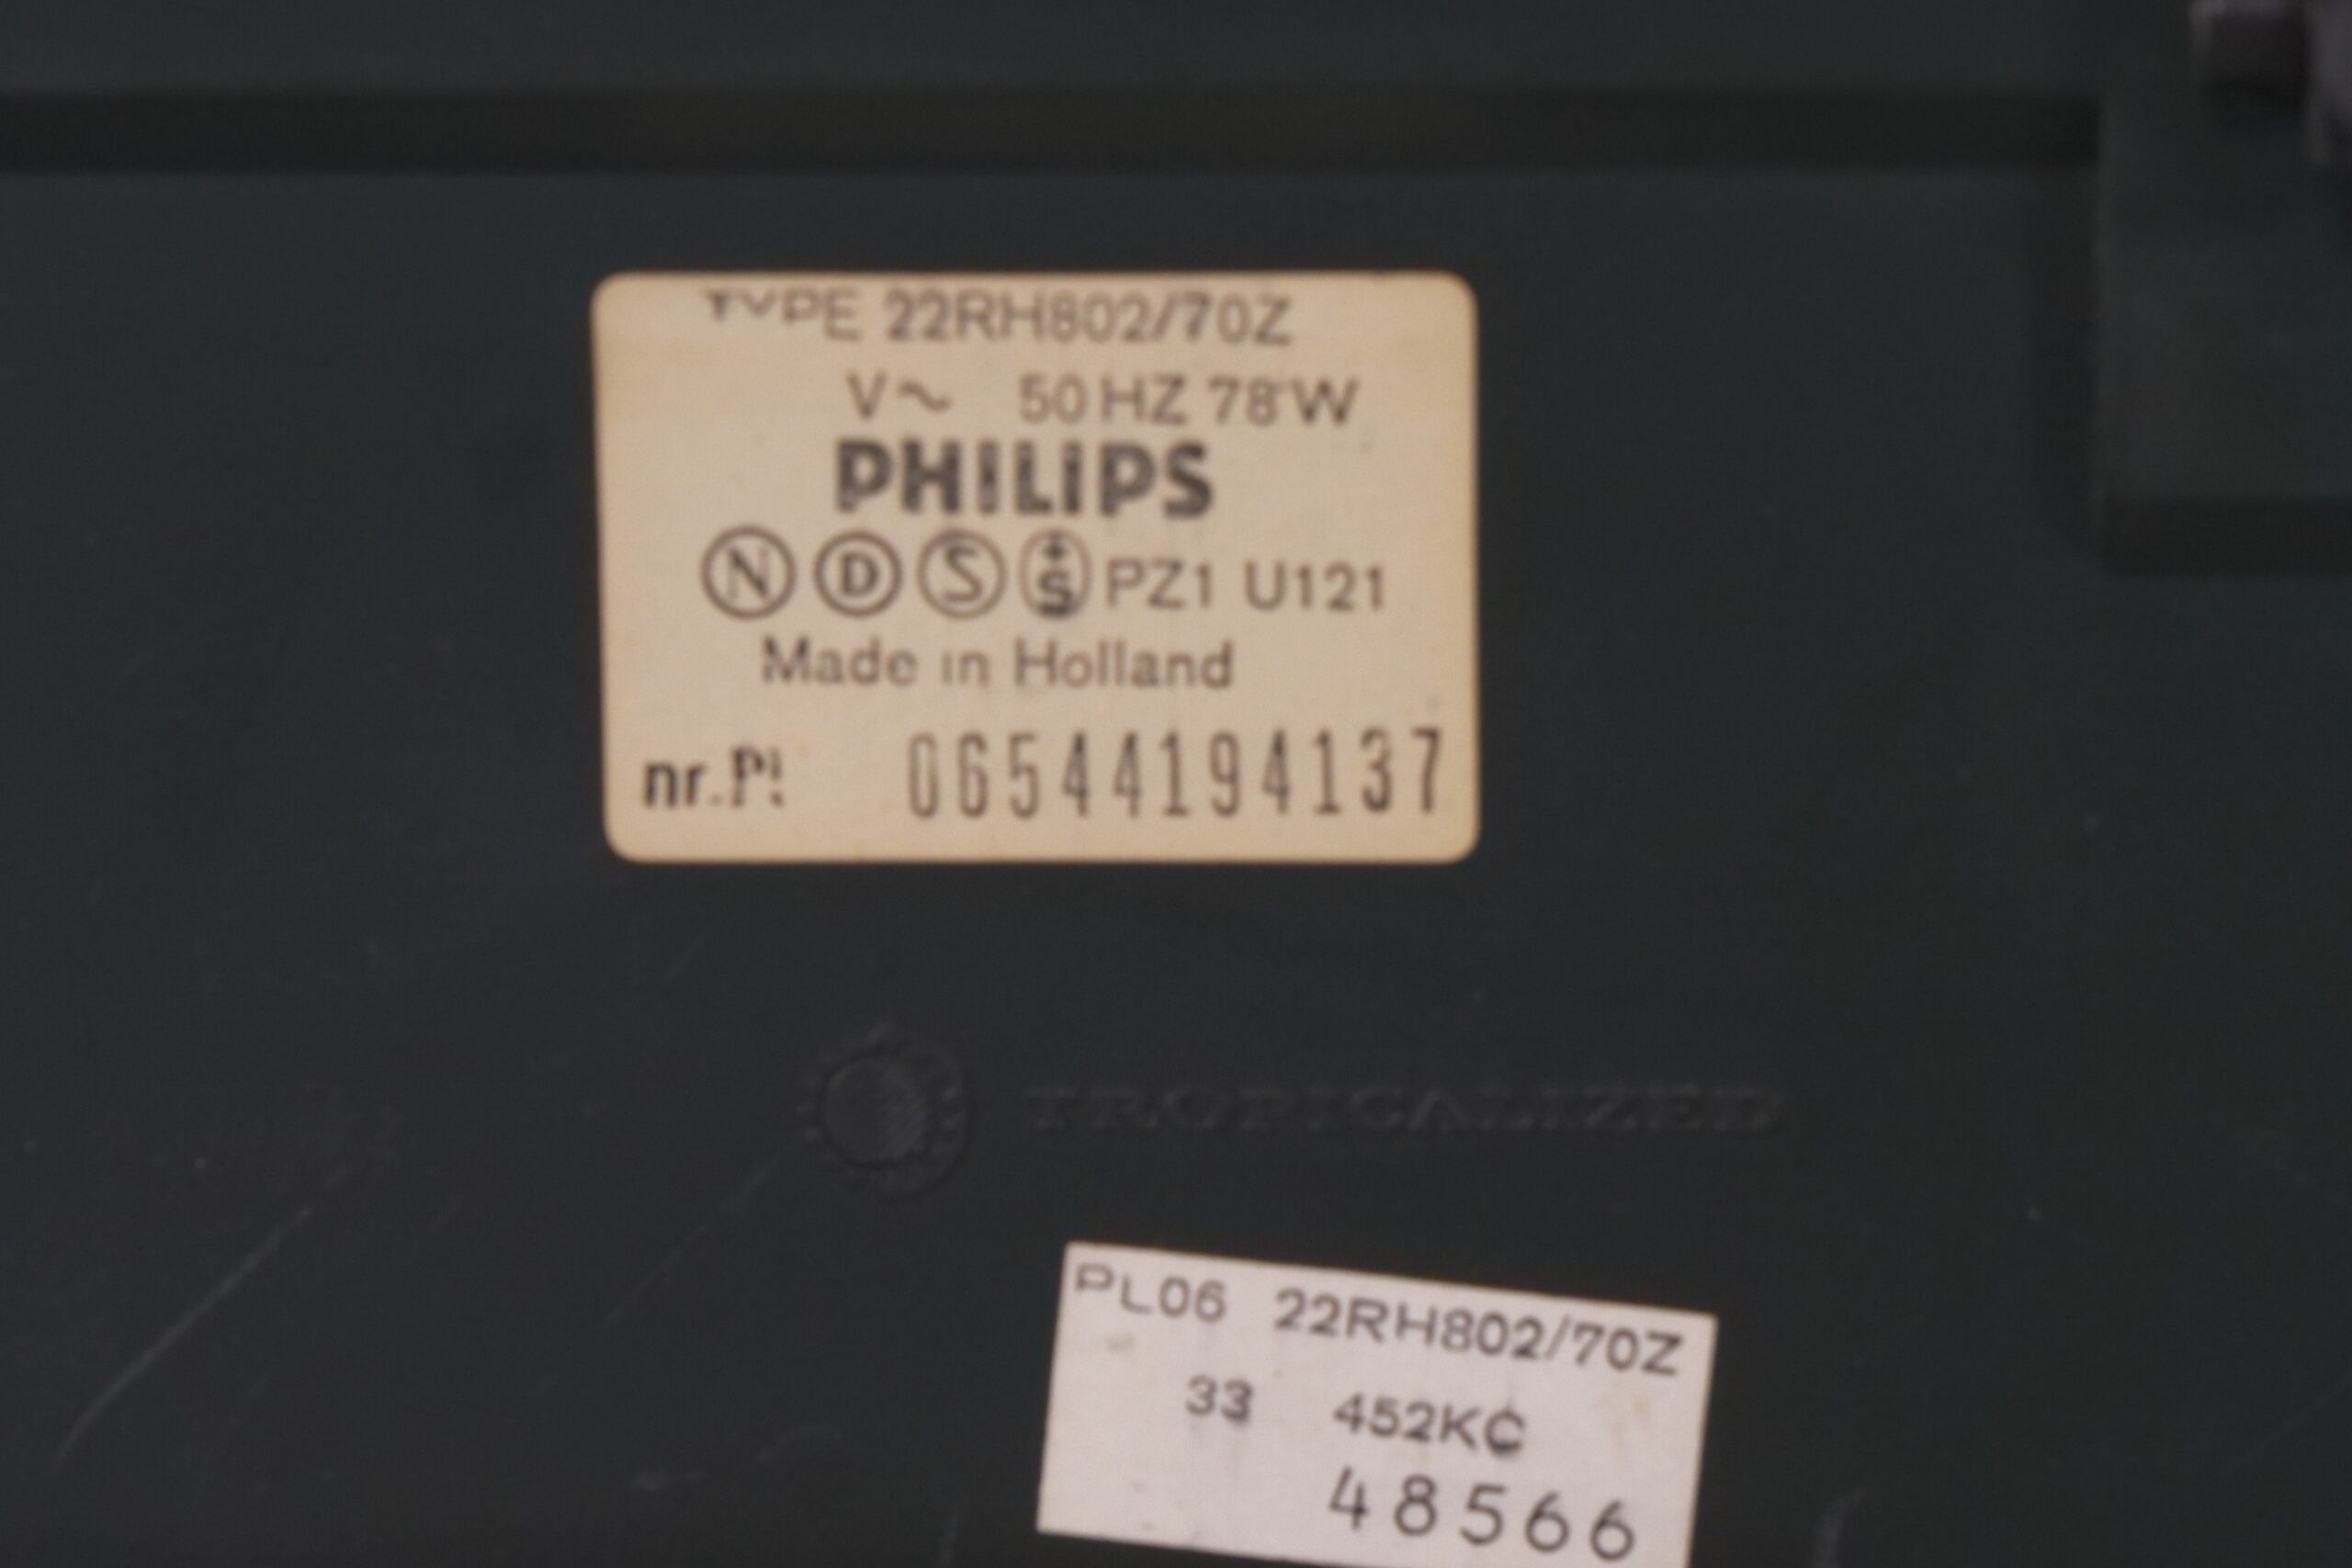 TYPE 22RH802/70Z
V~ 50HZ 78W
PHILIPS
N D S +S PZ1 U121
Made in Holland
nr. 06544194137
TROPICALIZED
PL06 22RH802/70Z
33 452KC
48566